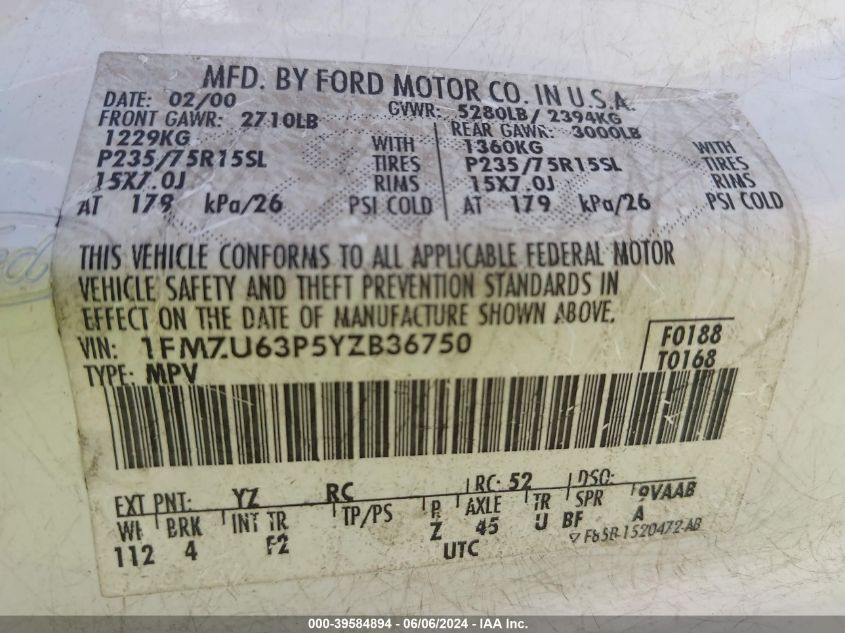 MFD. BY FORD MOTOR CO. IN U.S.A.
DATE: 02/00 GVWR: 5280LB/ 2394KG
FRONT GAWR: 2710LB REAR GAWR: 3000LB
1229KG WITH 1360KG WITH
P235/75R15SL TIRES P235/75R15SL TIRES
15X7.0J RIMS 15X7.0J RIMS
AT 179 kPa/26 PSI COLD AT 179 kPa/26 PSI COLD
THIS VEHICLE CONFORMS TO ALL APPLICABLE FEDERAL MOTOR
VEHICLE SAFETY AND THEFT PREVENTION STANDARDS IN
EFFECT ON THE DATE OF MANUFACTURE SHOWN ABOVE.
VIN: 1FMZU63P5YZB36750 F0188
TYPE: MPV T0168
EXT PNT: YZ RC RC: 52 DSO:
WB BRK INT TR TP/PS R AXLE TR SPR 9VAAB
112 4 F2 Z 45 U BF A
UTC ▽ F85B-1520472-AB
000-39584894 - 06/06/2024 - IAA Inc.